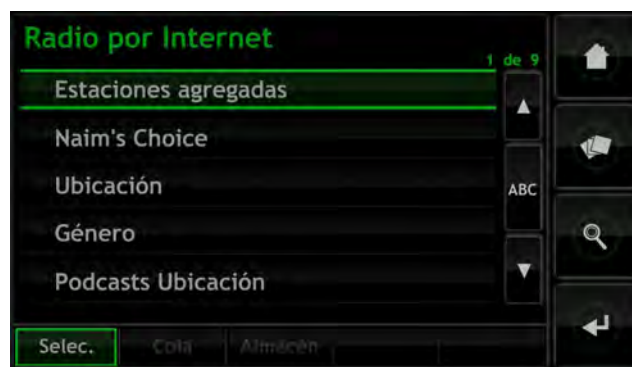 Radio por Internet
1 de 9
Estaciones agregadas
Naim's Choice
Ubicación
ABC
Género
Podcasts Ubicación
Selec.
Cola
Almacén